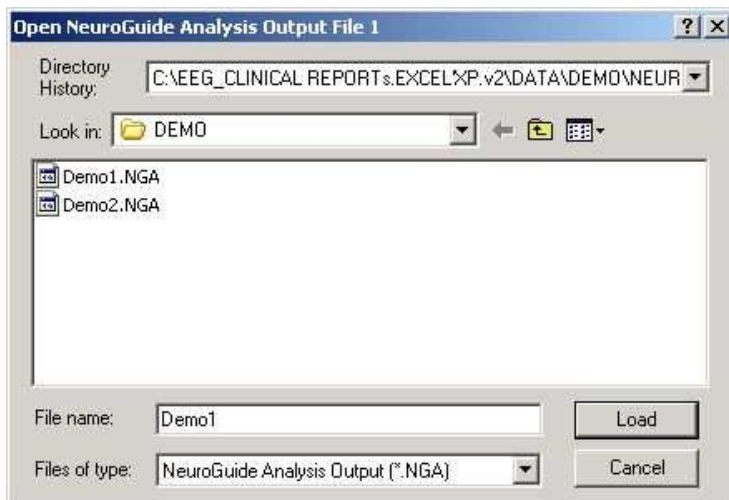 Open NeuroGuide Analysis Output File 1
Directory
History:
C:\EEG_CLINICAL REPORTs.EXCEL'XP.v2\DATA\DEMO\NEUR
Look in:
DEMO
Demo1.NGA
Demo2.NGA
File name:
Demo1
Load
Files of type:
NeuroGuide Analysis Output (*.NGA)
Cancel